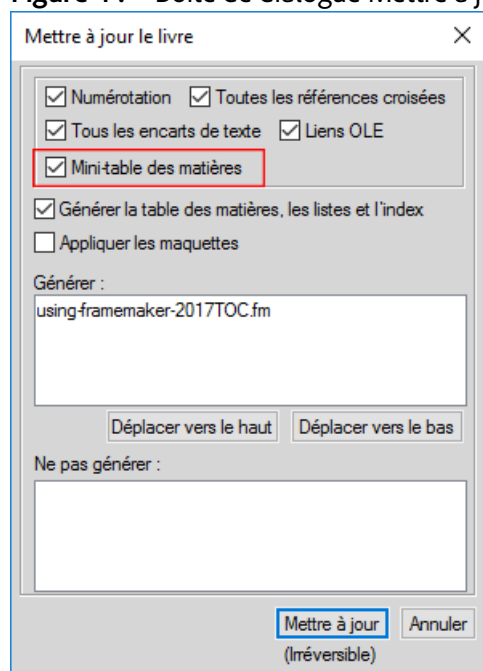 Mettre à jour le livre
Numérotation Toutes les références croisées
Tous les encarts de texte Liens OLE
Mini-table des matières
Générer la table des matières, les listes et l'index
Appliquer les maquettes
Générer :
using-framemaker-2017TOC.fm
Déplacer vers le haut Déplacer vers le bas
Ne pas générer :
Mettre à jour Annuler
(Irréversible)